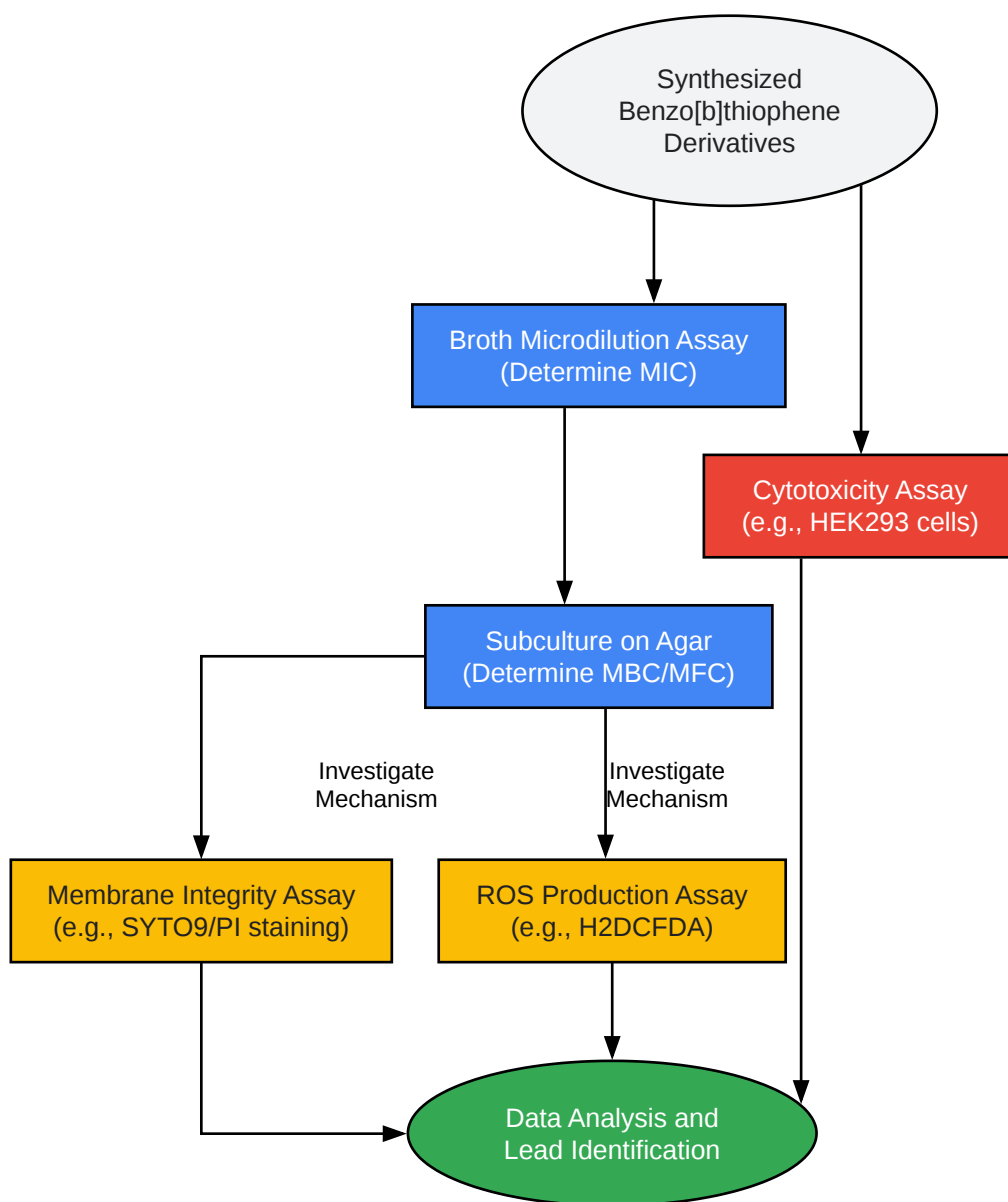 Synthesized
Benzo[b]thiophene
Derivatives
Broth Microdilution Assay
(Determine MIC)
Cytotoxicity Assay
(e.g., HEK293 cells)
Subculture on Agar
(Determine MBC/MFC)
Investigate
Mechanism
Investigate
Mechanism
Membrane Integrity Assay
(e.g., SYTO9/PI staining)
ROS Production Assay
(e.g., H2DCFDA)
Data Analysis and
Lead Identification